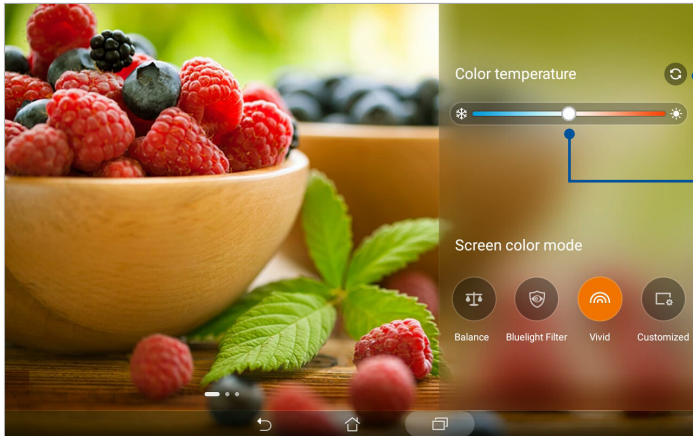 Color temperature
Screen color mode
Balance
Bluelight Filter
Vivid
Customized